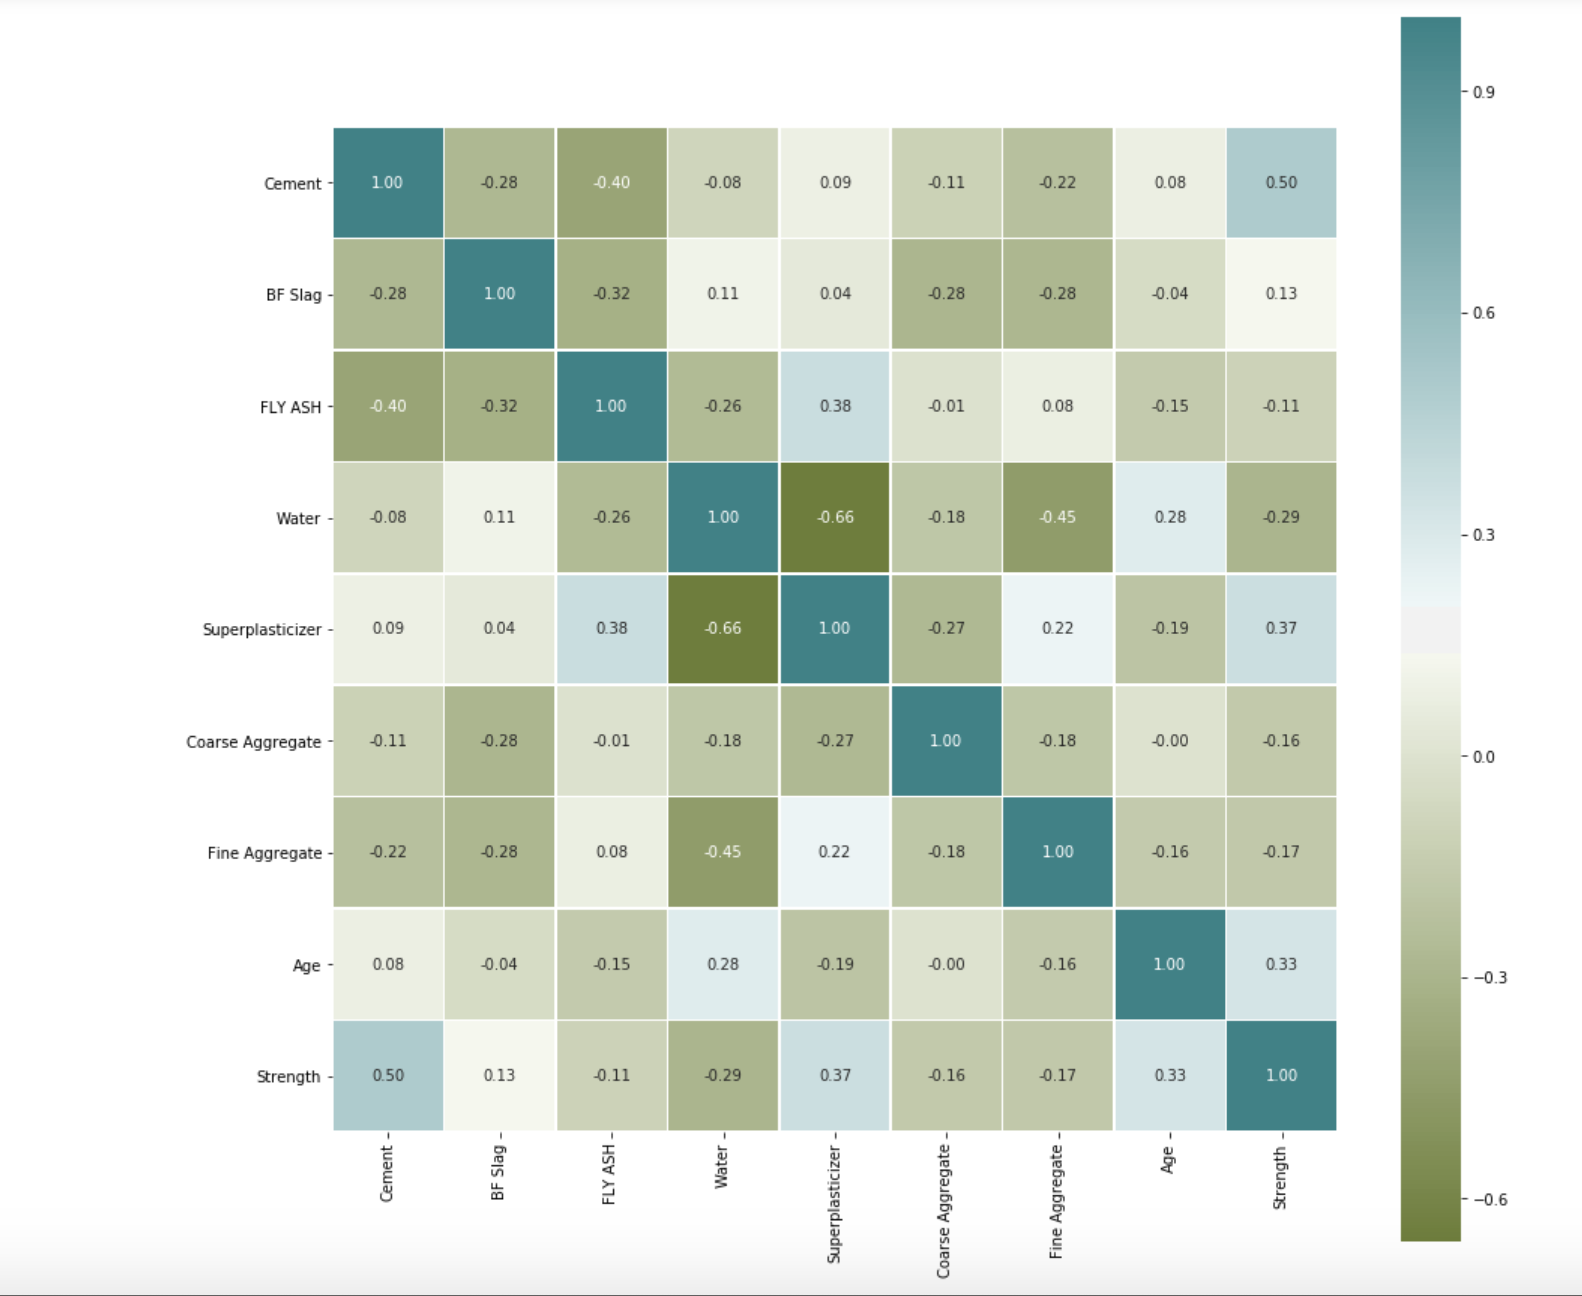 0.9
Cement 1.00 -0.28 -0.40 -0.08 0.09 -0.11 -0.22 0.08 0.50
BF Slag -0.28 1.00 -0.32 0.11 0.04 -0.28 -0.28 -0.04 0.13
0.6
FLY ASH -0.40 -0.32 1.00 -0.26 0.38 -0.01 0.08 -0.15 -0.11
Water -0.08 0.11 -0.26 1.00 -0.66 -0.18 -0.45 0.28 -0.29
0.3
Superplasticizer 0.09 0.04 0.38 -0.66 1.00 -0.27 0.22 -0.19 0.37
Coarse Aggregate -0.11 -0.28 -0.01 -0.18 -0.27 1.00 -0.18 -0.00 -0.16
0.0
Fine Aggregate -0.22 -0.28 0.08 -0.45 0.22 -0.18 1.00 -0.16 -0.17
Age 0.08 -0.04 -0.15 0.28 -0.19 -0.00 -0.16 1.00 0.33
−0.3
Strength 0.50 0.13 -0.11 -0.29 0.37 -0.16 -0.17 0.33 1.00
−0.6
Cement
BF Slag
FLY ASH
Water
Superplasticizer
Coarse Aggregate
Fine Aggregate
Age
Strength